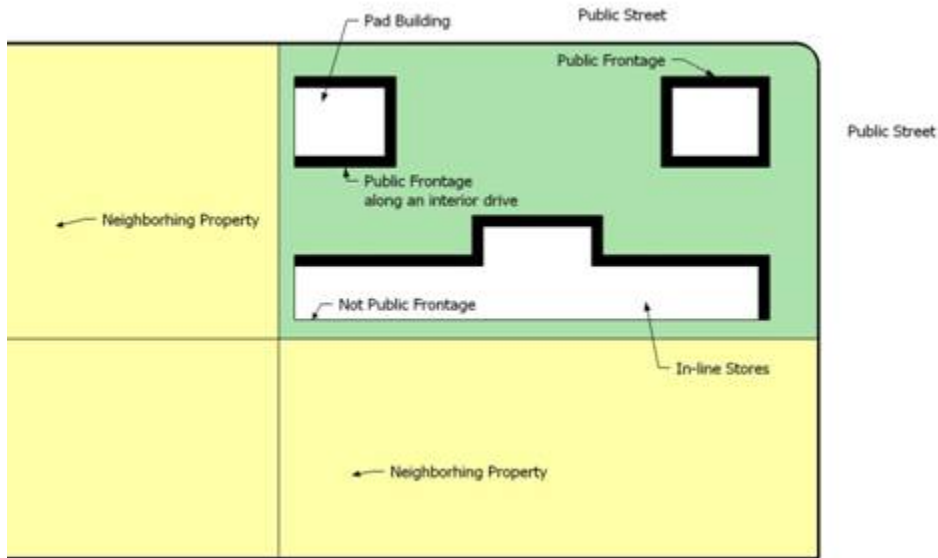 Public Street
Pad Building
Public Frontage
Public Street
Public Frontage
along an interior drive
Neighborhing Property
Not Public Frontage
In-line Stores
Neighborhing Property